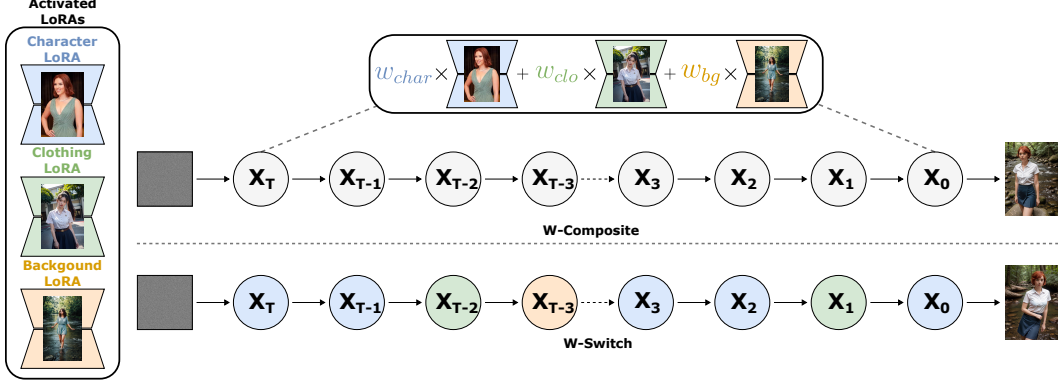 Activated
LoRAs
Character
LoRA
Clothing
LoRA
Backgound
LoRA
w_char × + w_clo × + w_bg ×
X_T X_T-1 X_T-2 X_T-3 X_3 X_2 X_1 X_0
W-Composite
X_T X_T-1 X_T-2 X_T-3 X_3 X_2 X_1 X_0
W-Switch